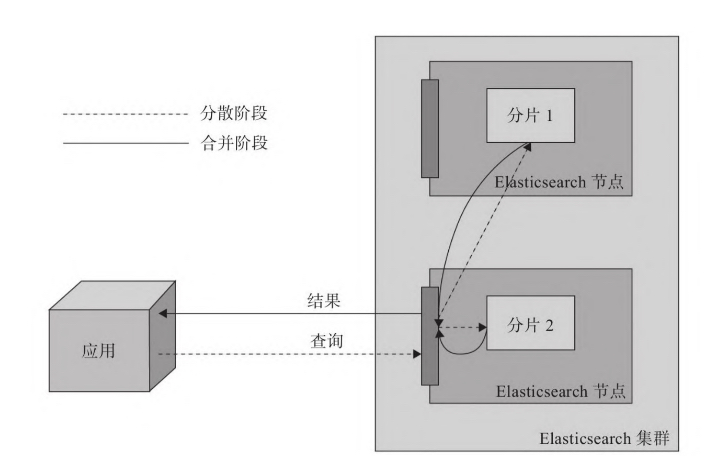 分散阶段
合并阶段
分片 1
Elasticsearch 节点
结果
查询
应用
分片 2
Elasticsearch 节点
Elasticsearch 集群